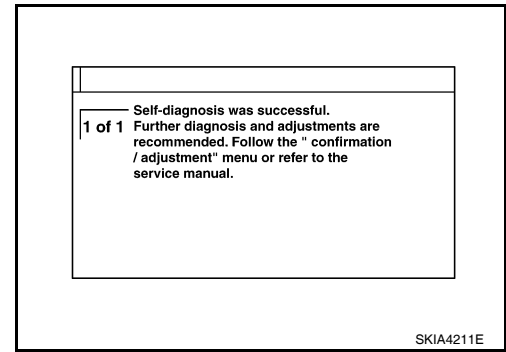 Self-diagnosis was successful.
1 of 1 Further diagnosis and adjustments are
recommended. Follow the " confirmation
/ adjustment" menu or refer to the
service manual.
SKIA4211E